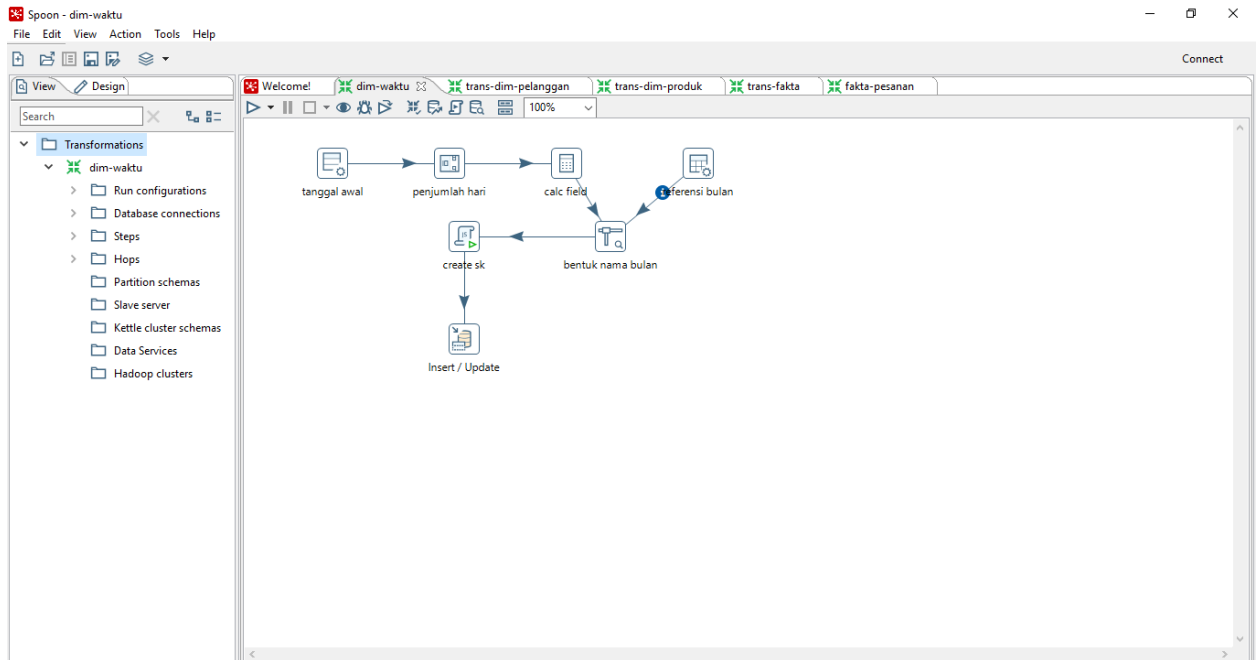 Spoon - dim-waktu
File Edit View Action Tools Help
Connect
View Design
Welcome! dim-waktu trans-dim-pelanggan trans-dim-produk trans-fakta fakta-pesanan
100%
Search
Transformations
dim-waktu
Run configurations
Database connections
Steps
Hops
Partition schemas
Slave server
Kettle cluster schemas
Data Services
Hadoop clusters
tanggal awal penjumlah hari calc field referensi bulan
create sk bentuk nama bulan
Insert / Update